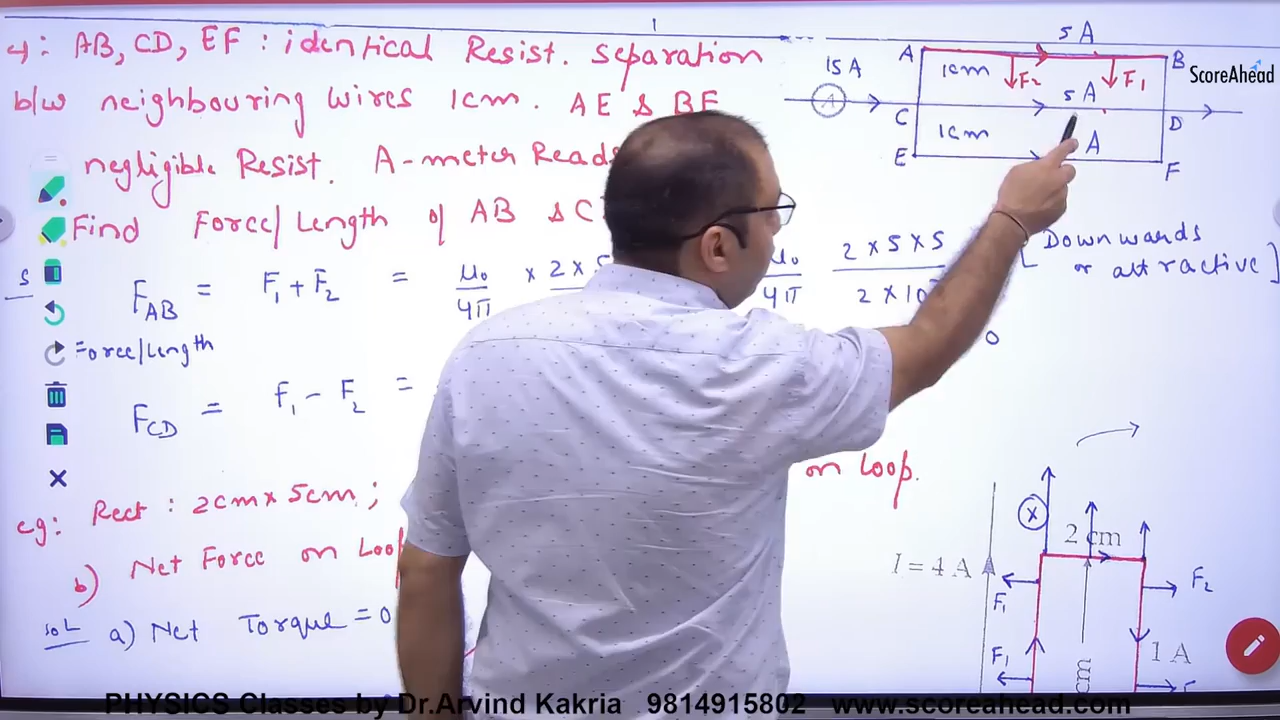 eg: AB, CD, EF : identical Resist. separation
b/w neighbouring wires 1cm. AE & BF
negligible Resist. A-meter Reads
Find Force/Length of AB & C
S
F_AB = F₁ + F₂ = μ₀/4π × 2 × 5 μ₀/4π 2 × 5 × 5 / 2 × 10 [ Downwards
or attractive ]
Force/Length
F_CD = F₁ - F₂ = 0
eg: Rect : 2cm × 5cm ; on Loop.
b) Net Force on Loop
Sol a) Net Torque = 0
15 A
A
A
5 A
B
1cm
F₂
F₁
5 A
C
D
1cm
A
E
F
ScoreAhead
X
2 cm
I = 4 A
F₁
F₂
F₁
1 A
cm
PHYSICS Classes by Dr.Arvind Kakria 9814915802 www.scoreahead.com